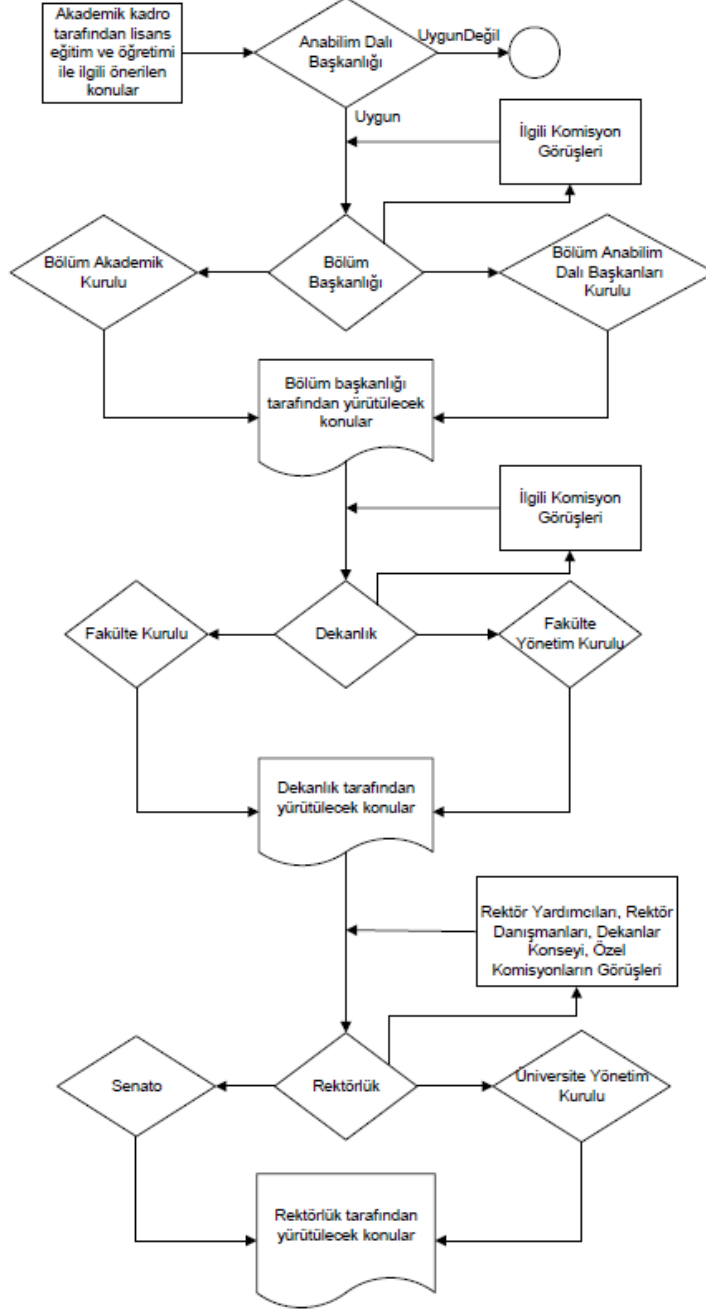 Akademik kadro
tarafından lisans
eğitim ve öğretimi
ile ilgili önerilen
konular
Anabilim Dalı
Başkanlığı
UygunDeğil
Uygun
İlgili Komisyon
Görüşleri
Bölüm Akademik
Kurulu
Bölüm
Başkanlığı
Bölüm Anabilim
Dalı Başkanları
Kurulu
Bölüm başkanlığı
tarafından yürütülecek
konular
İlgili Komisyon
Görüşleri
Fakülte Kurulu
Dekanlık
Fakülte
Yönetim Kurulu
Dekanlık tarafından
yürütülecek konular
Rektör Yardımcıları, Rektör
Danışmanları, Dekanlar
Konseyi, Özel
Komisyonların Görüşleri
Senato
Rektörlük
Üniversite Yönetim
Kurulu
Rektörlük tarafından
yürütülecek konular